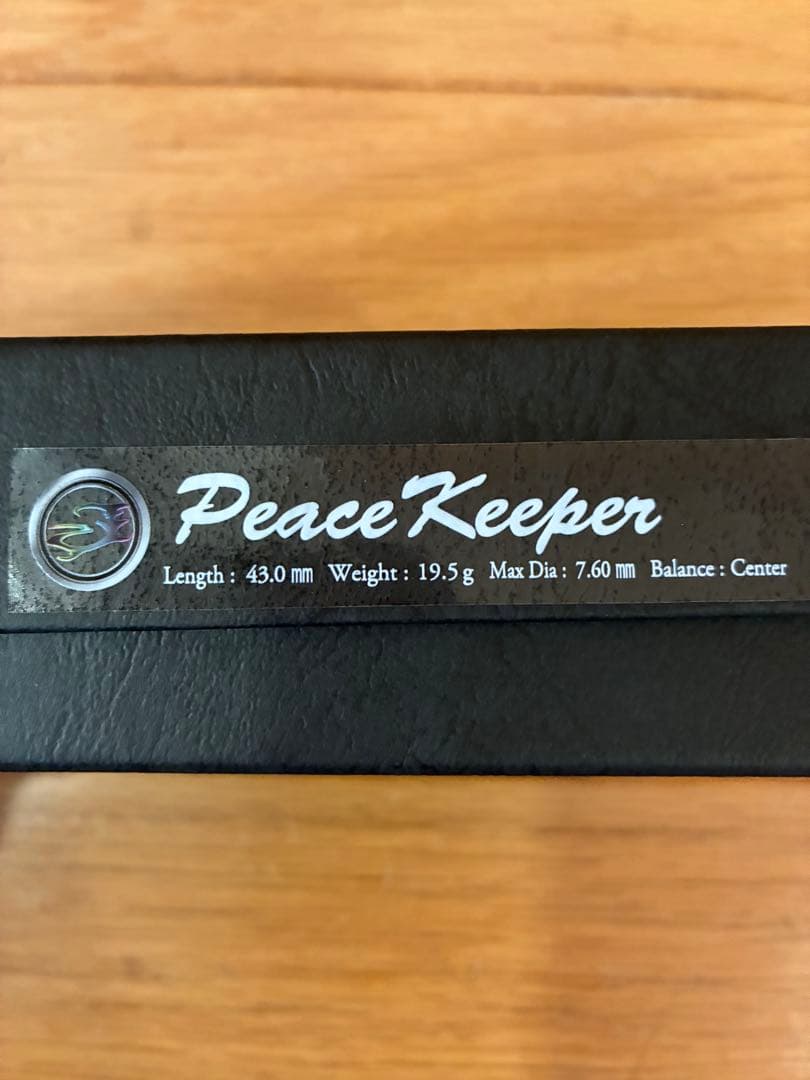 PeaceKeeper
Length : 43.0 ㎜ Weight : 19.5 g Max Dia : 7.60 ㎜ Balance : Center